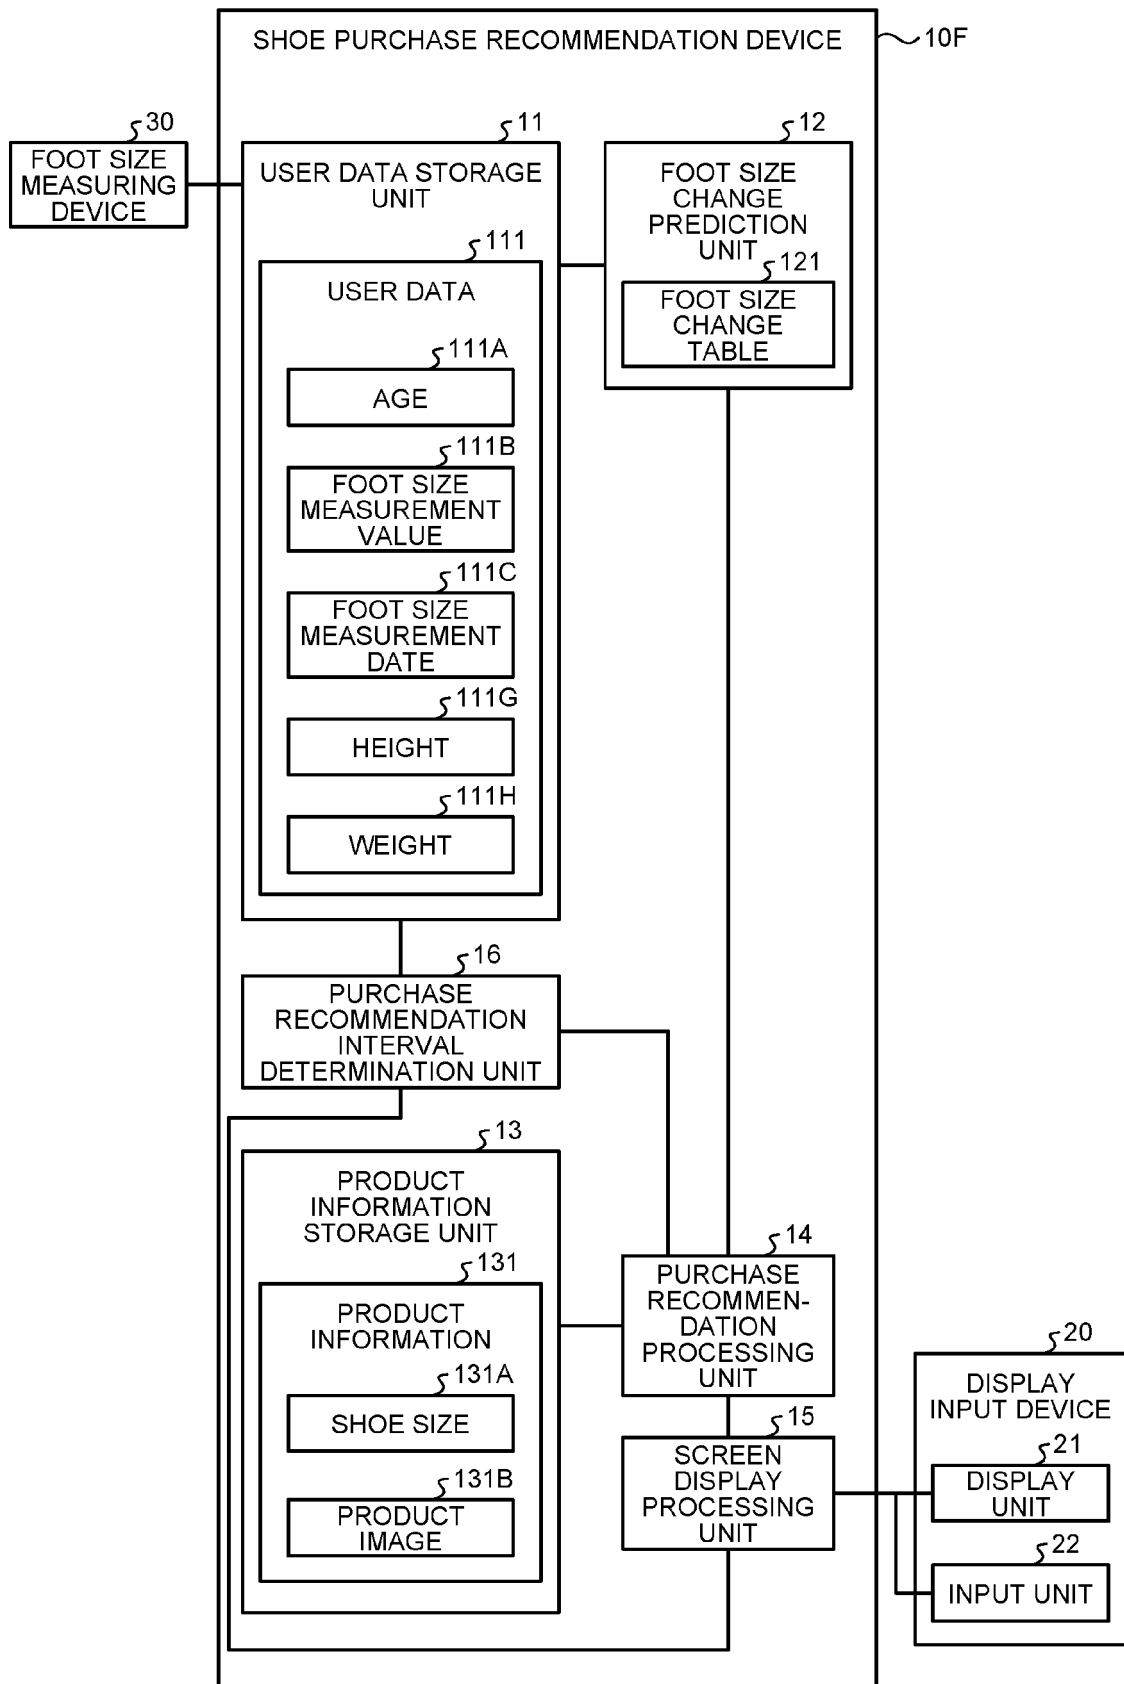 SHOE PURCHASE RECOMMENDATION DEVICE
10F
30
FOOT SIZE
MEASURING
DEVICE
11
USER DATA STORAGE
UNIT
111
USER DATA
111A
AGE
111B
FOOT SIZE
MEASUREMENT
VALUE
111C
FOOT SIZE
MEASUREMENT
DATE
111G
HEIGHT
111H
WEIGHT
12
FOOT SIZE
CHANGE
PREDICTION
UNIT
121
FOOT SIZE
CHANGE
TABLE
16
PURCHASE
RECOMMENDATION
INTERVAL
DETERMINATION UNIT
13
PRODUCT
INFORMATION
STORAGE UNIT
131
PRODUCT
INFORMATION
131A
SHOE SIZE
131B
PRODUCT
IMAGE
14
PURCHASE
RECOMMEN-
DATION
PROCESSING
UNIT
15
SCREEN
DISPLAY
PROCESSING
UNIT
20
DISPLAY
INPUT DEVICE
21
DISPLAY
UNIT
22
INPUT UNIT